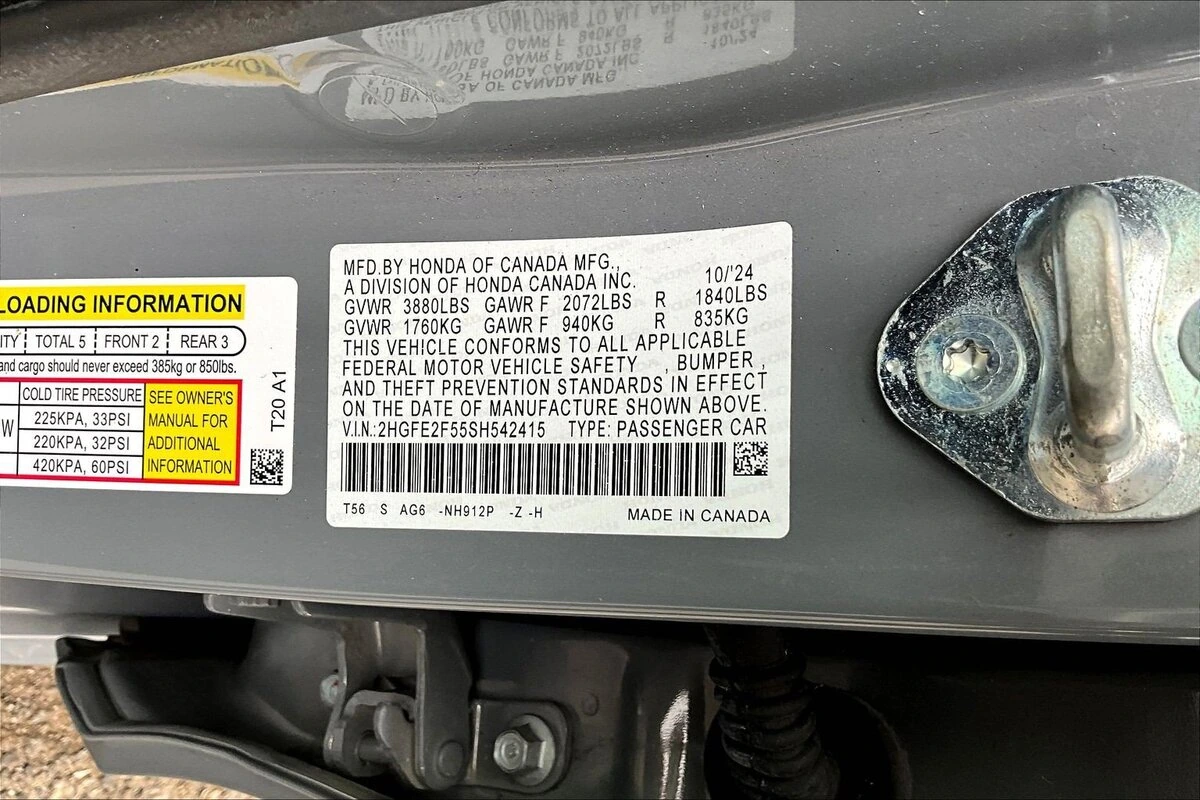 LOADING INFORMATION
TOTAL 5 FRONT 2 REAR 3
and cargo should never exceed 385kg or 850lbs.
COLD TIRE PRESSURE
225KPA, 33PSI
220KPA, 32PSI
420KPA, 60PSI
SEE OWNER'S
MANUAL FOR
ADDITIONAL
INFORMATION
T20 A1
MFD.BY HONDA OF CANADA MFG.,
A DIVISION OF HONDA CANADA INC. 10/'24
GVWR 3880LBS GAWR F 2072LBS R 1840LBS
GVWR 1760KG GAWR F 940KG R 835KG
THIS VEHICLE CONFORMS TO ALL APPLICABLE
FEDERAL MOTOR VEHICLE SAFETY , BUMPER ,
AND THEFT PREVENTION STANDARDS IN EFFECT
ON THE DATE OF MANUFACTURE SHOWN ABOVE.
V.I.N.:2HGFE2F55SH542415 TYPE: PASSENGER CAR
T56 S AG6 -NH912P -Z -H MADE IN CANADA